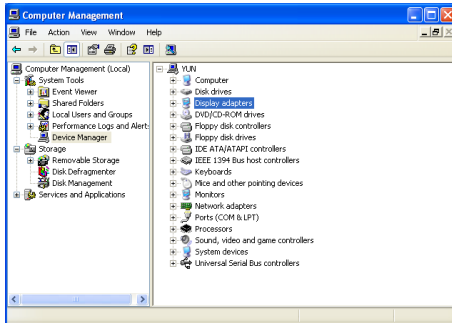 Computer Management
File Action View Window Help
Computer Management (Local)
System Tools
Event Viewer
Shared Folders
Local Users and Groups
Performance Logs and Alert
Device Manager
Storage
Removable Storage
Disk Defragmenter
Disk Management
Services and Applications
YUN
Computer
Disk drives
Display adapters
DVD/CD-ROM drives
Floppy disk controllers
Floppy disk drives
IDE ATA/ATAPI controllers
IEEE 1394 Bus host controllers
Keyboards
Mice and other pointing devices
Monitors
Network adapters
Ports (COM & LPT)
Processors
Sound, video and game controllers
System devices
Universal Serial Bus controllers